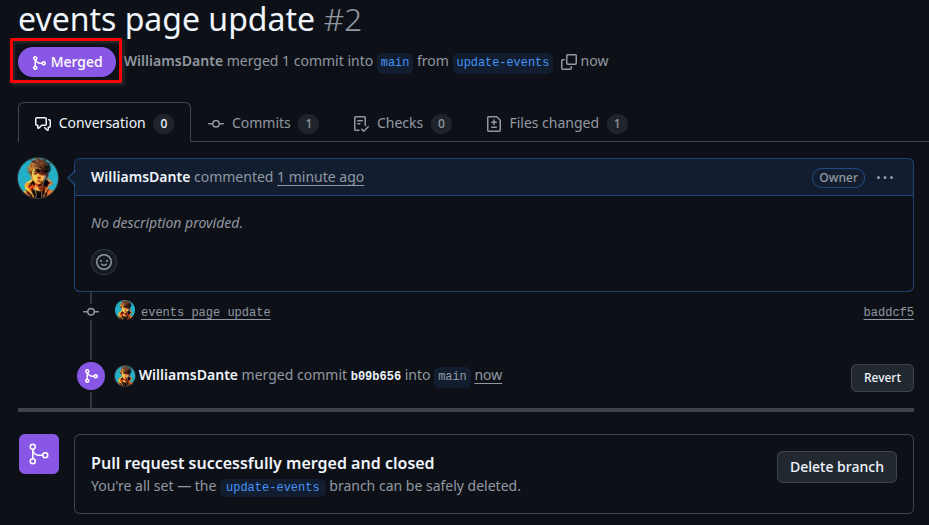 events page update #2
Merged WilliamsDante merged 1 commit into main from update-events now
Conversation 0 Commits 1 Checks 0 Files changed 1
WilliamsDante commented 1 minute ago Owner
No description provided.
events page update baddcf5
WilliamsDante merged commit b09b656 into main now Revert
Pull request successfully merged and closed
You're all set — the update-events branch can be safely deleted.
Delete branch